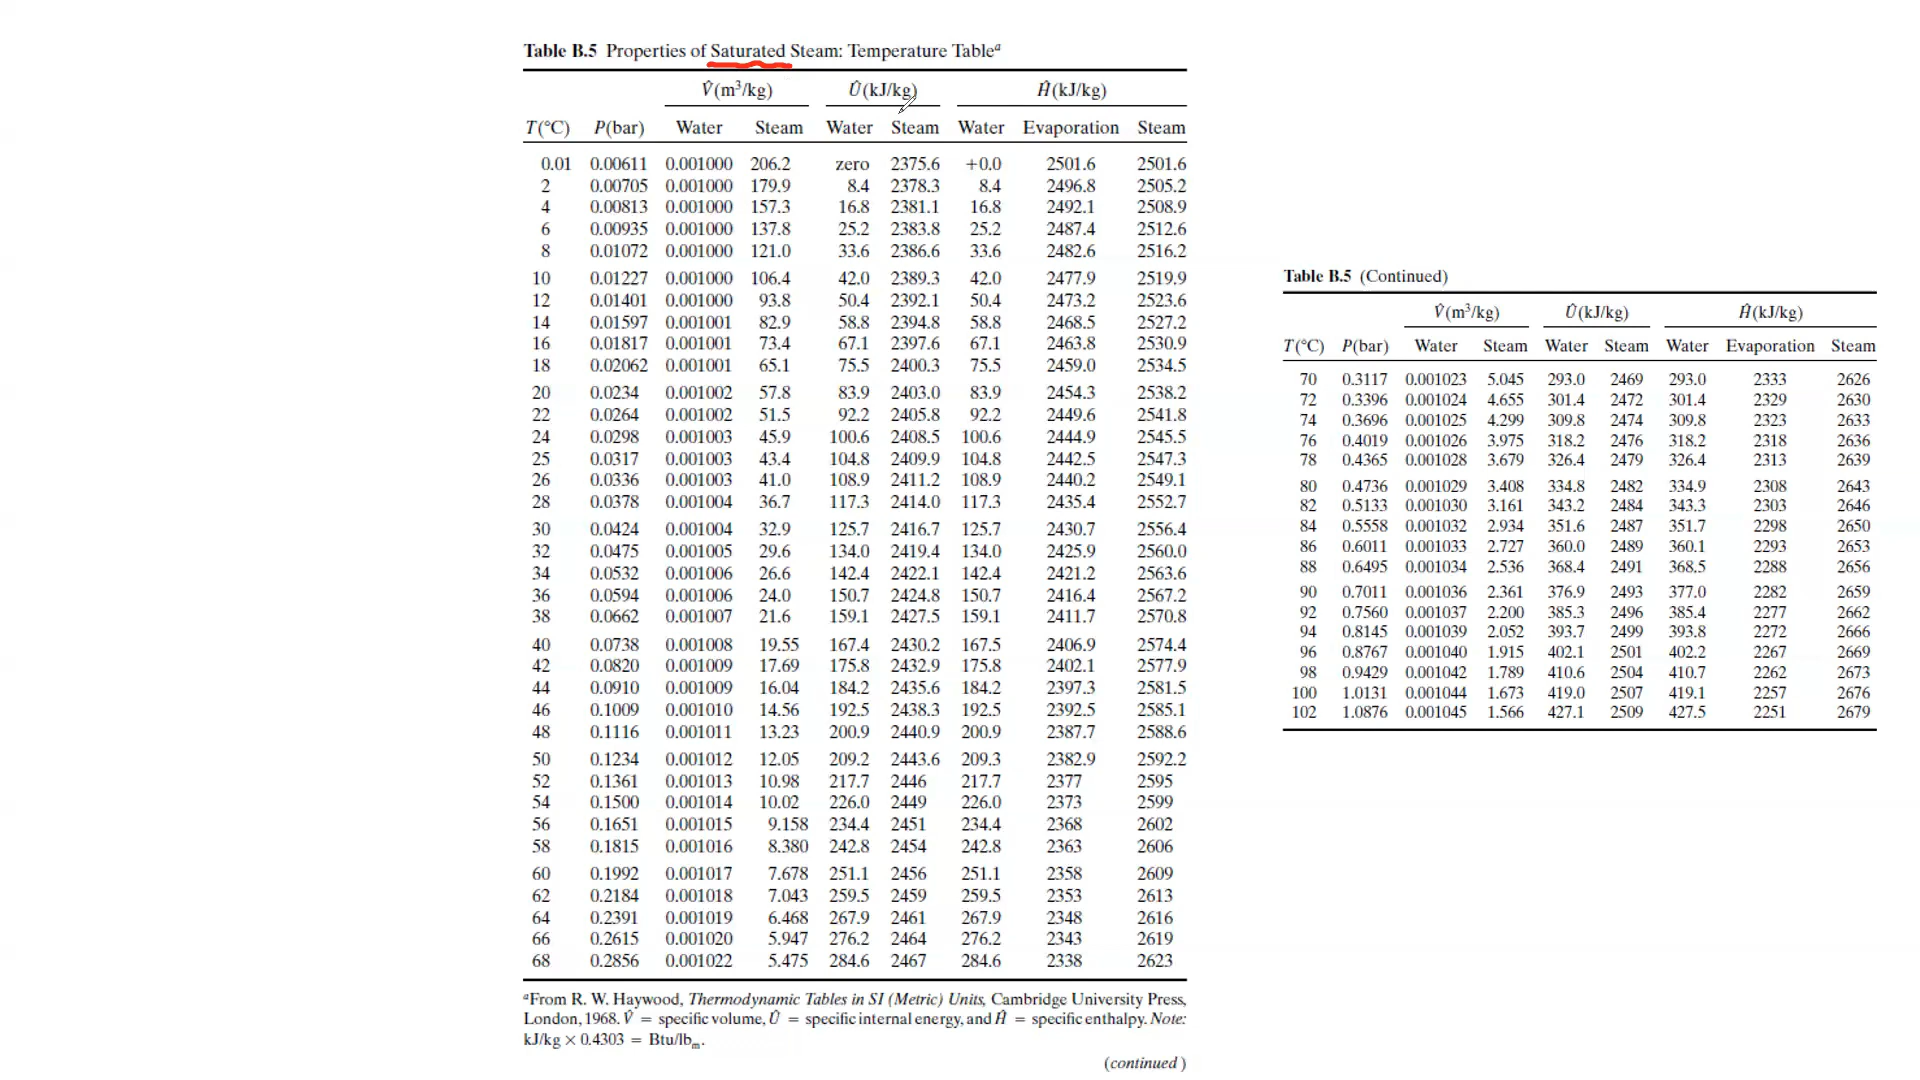 Table B.5 Properties of Saturated Steam: Temperature Tableᵃ
V̂(m³/kg) Û(kJ/kg) Ĥ(kJ/kg)
T(°C) P(bar) Water Steam Water Steam Water Evaporation Steam
0.01 0.00611 0.001000 206.2 zero 2375.6 +0.0 2501.6 2501.6
2 0.00705 0.001000 179.9 8.4 2378.3 8.4 2496.8 2505.2
4 0.00813 0.001000 157.3 16.8 2381.1 16.8 2492.1 2508.9
6 0.00935 0.001000 137.8 25.2 2383.8 25.2 2487.4 2512.6
8 0.01072 0.001000 121.0 33.6 2386.6 33.6 2482.6 2516.2
10 0.01227 0.001000 106.4 42.0 2389.3 42.0 2477.9 2519.9
12 0.01401 0.001000 93.8 50.4 2392.1 50.4 2473.2 2523.6
14 0.01597 0.001001 82.9 58.8 2394.8 58.8 2468.5 2527.2
16 0.01817 0.001001 73.4 67.1 2397.6 67.1 2463.8 2530.9
18 0.02062 0.001001 65.1 75.5 2400.3 75.5 2459.0 2534.5
20 0.0234 0.001002 57.8 83.9 2403.0 83.9 2454.3 2538.2
22 0.0264 0.001002 51.5 92.2 2405.8 92.2 2449.6 2541.8
24 0.0298 0.001003 45.9 100.6 2408.5 100.6 2444.9 2545.5
25 0.0317 0.001003 43.4 104.8 2409.9 104.8 2442.5 2547.3
26 0.0336 0.001003 41.0 108.9 2411.2 108.9 2440.2 2549.1
28 0.0378 0.001004 36.7 117.3 2414.0 117.3 2435.4 2552.7
30 0.0424 0.001004 32.9 125.7 2416.7 125.7 2430.7 2556.4
32 0.0475 0.001005 29.6 134.0 2419.4 134.0 2425.9 2560.0
34 0.0532 0.001006 26.6 142.4 2422.1 142.4 2421.2 2563.6
36 0.0594 0.001006 24.0 150.7 2424.8 150.7 2416.4 2567.2
38 0.0662 0.001007 21.6 159.1 2427.5 159.1 2411.7 2570.8
40 0.0738 0.001008 19.55 167.4 2430.2 167.5 2406.9 2574.4
42 0.0820 0.001009 17.69 175.8 2432.9 175.8 2402.1 2577.9
44 0.0910 0.001009 16.04 184.2 2435.6 184.2 2397.3 2581.5
46 0.1009 0.001010 14.56 192.5 2438.3 192.5 2392.5 2585.1
48 0.1116 0.001011 13.23 200.9 2440.9 200.9 2387.7 2588.6
50 0.1234 0.001012 12.05 209.2 2443.6 209.3 2382.9 2592.2
52 0.1361 0.001013 10.98 217.7 2446 217.7 2377 2595
54 0.1500 0.001014 10.02 226.0 2449 226.0 2373 2599
56 0.1651 0.001015 9.158 234.4 2451 234.4 2368 2602
58 0.1815 0.001016 8.380 242.8 2454 242.8 2363 2606
60 0.1992 0.001017 7.678 251.1 2456 251.1 2358 2609
62 0.2184 0.001018 7.043 259.5 2459 259.5 2353 2613
64 0.2391 0.001019 6.468 267.9 2461 267.9 2348 2616
66 0.2615 0.001020 5.947 276.2 2464 276.2 2343 2619
68 0.2856 0.001022 5.475 284.6 2467 284.6 2338 2623
ᵃFrom R. W. Haywood, Thermodynamic Tables in SI (Metric) Units, Cambridge University Press,
London, 1968. V̂ = specific volume, Û = specific internal energy, and Ĥ = specific enthalpy. Note:
kJ/kg × 0.4303 = Btu/lbₘ.
(continued)
Table B.5 (Continued)
V̂(m³/kg) Û(kJ/kg) Ĥ(kJ/kg)
T(°C) P(bar) Water Steam Water Steam Water Evaporation Steam
70 0.3117 0.001023 5.045 293.0 2469 293.0 2333 2626
72 0.3396 0.001024 4.655 301.4 2472 301.4 2329 2630
74 0.3696 0.001025 4.299 309.8 2474 309.8 2323 2633
76 0.4019 0.001026 3.975 318.2 2476 318.2 2318 2636
78 0.4365 0.001028 3.679 326.4 2479 326.4 2313 2639
80 0.4736 0.001029 3.408 334.8 2482 334.9 2308 2643
82 0.5133 0.001030 3.161 343.2 2484 343.3 2303 2646
84 0.5558 0.001032 2.934 351.6 2487 351.7 2298 2650
86 0.6011 0.001033 2.727 360.0 2489 360.1 2293 2653
88 0.6495 0.001034 2.536 368.4 2491 368.5 2288 2656
90 0.7011 0.001036 2.361 376.9 2493 377.0 2282 2659
92 0.7560 0.001037 2.200 385.3 2496 385.4 2277 2662
94 0.8145 0.001039 2.052 393.7 2499 393.8 2272 2666
96 0.8767 0.001040 1.915 402.1 2501 402.2 2267 2669
98 0.9429 0.001042 1.789 410.6 2504 410.7 2262 2673
100 1.0131 0.001044 1.673 419.0 2507 419.1 2257 2676
102 1.0876 0.001045 1.566 427.1 2509 427.5 2251 2679